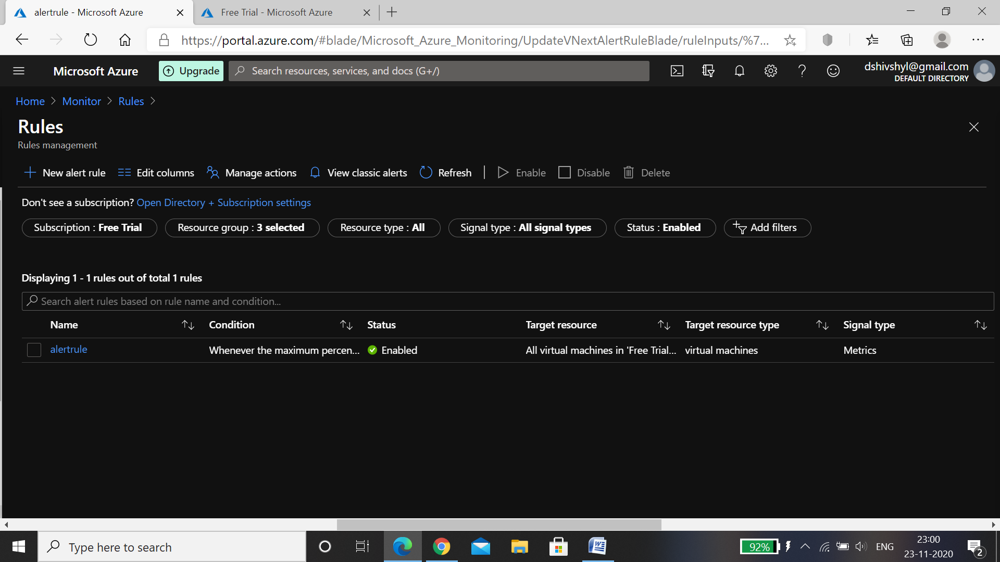 alertrule - Microsoft Azure
Free Trial - Microsoft Azure
https://portal.azure.com/#blade/Microsoft_Azure_Monitoring/UpdateVNextAlertRuleBlade/ruleInputs/%7...
Microsoft Azure
Upgrade
Search resources, services, and docs (G+/)
dshivshyl@gmail.com
DEFAULT DIRECTORY
Home > Monitor > Rules >
Rules
Rules management
New alert rule
Edit columns
Manage actions
View classic alerts
Refresh
Enable
Disable
Delete
Don't see a subscription? Open Directory + Subscription settings
Subscription : Free Trial
Resource group : 3 selected
Resource type : All
Signal type : All signal types
Status : Enabled
Add filters
Displaying 1 - 1 rules out of total 1 rules
Search alert rules based on rule name and condition...
Name Condition Status Target resource Target resource type Signal type
alertrule Whenever the maximum percen... Enabled All virtual machines in 'Free Trial... virtual machines Metrics
Type here to search
92%
ENG
23:00
23-11-2020
2